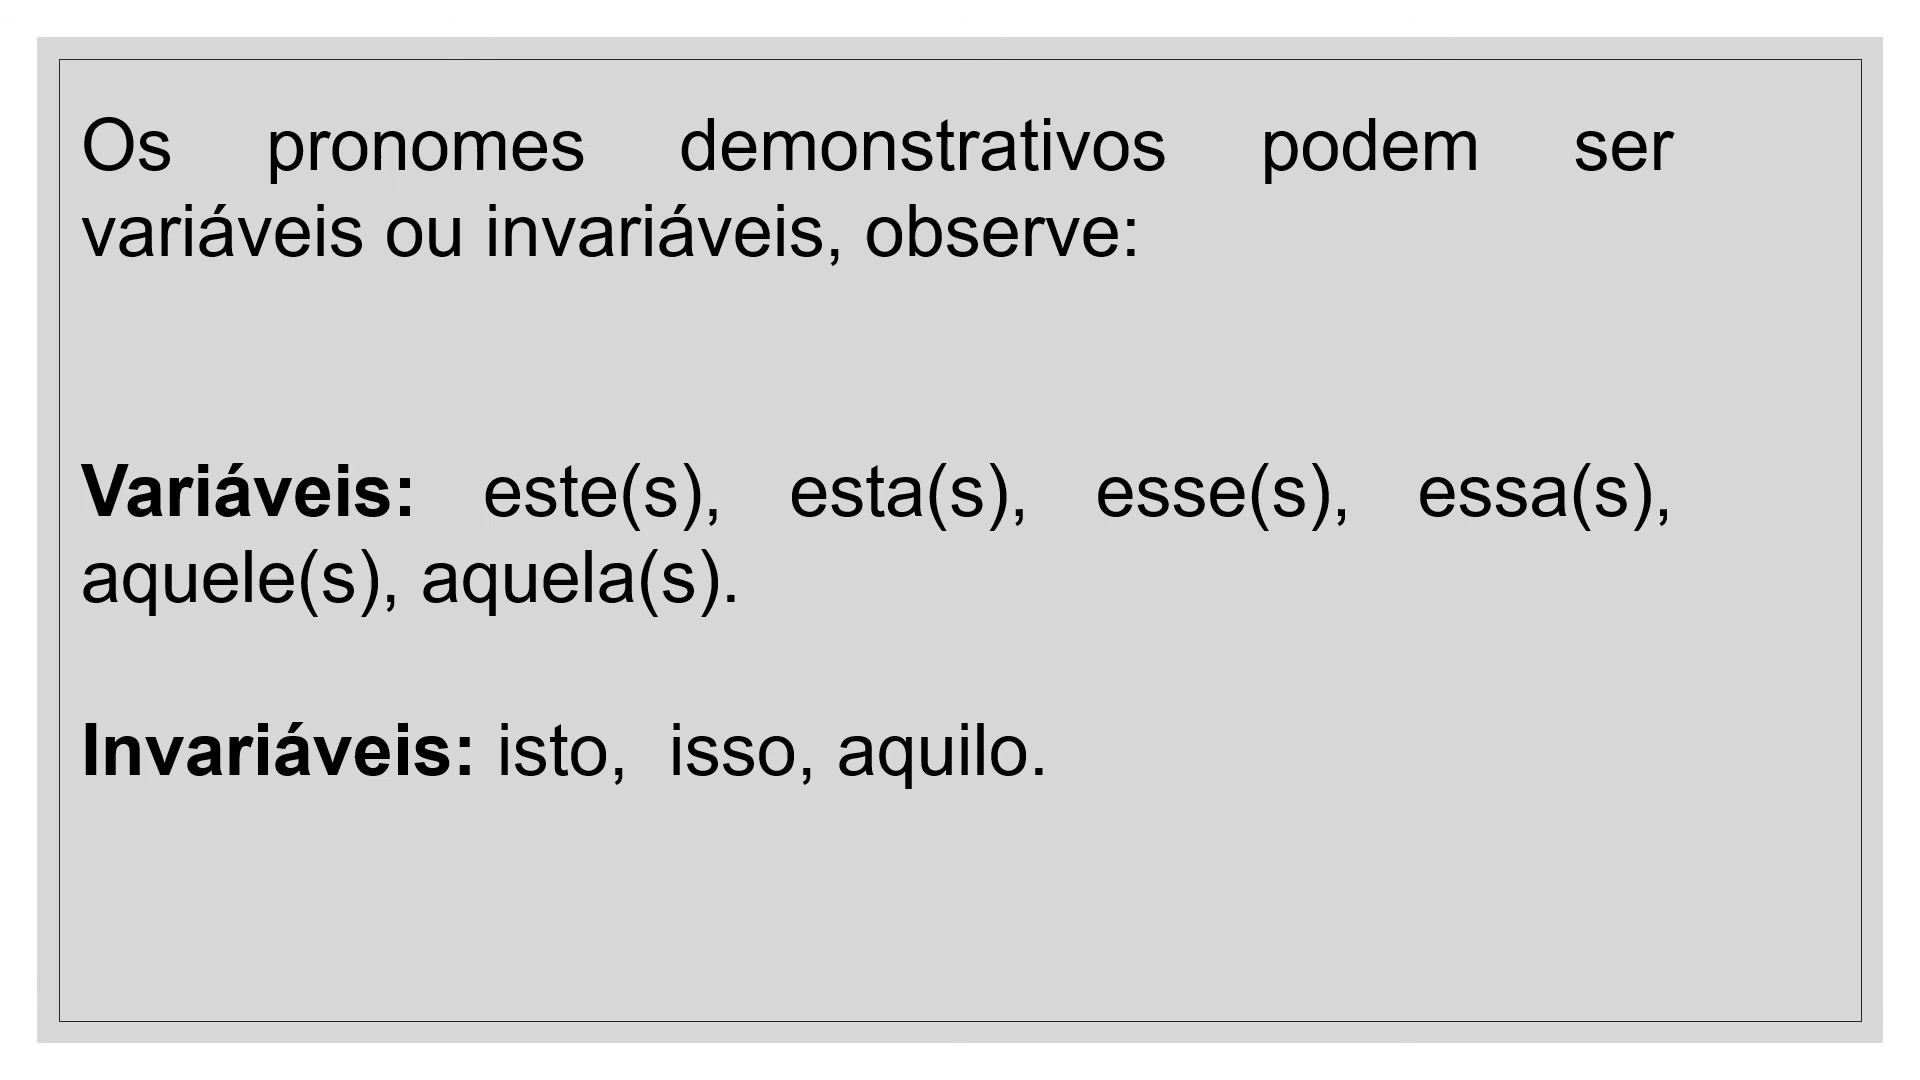 Os pronomes demonstrativos podem ser
variáveis ou invariáveis, observe:
Variáveis: este(s), esta(s), esse(s), essa(s),
aquele(s), aquela(s).
Invariáveis: isto, isso, aquilo.